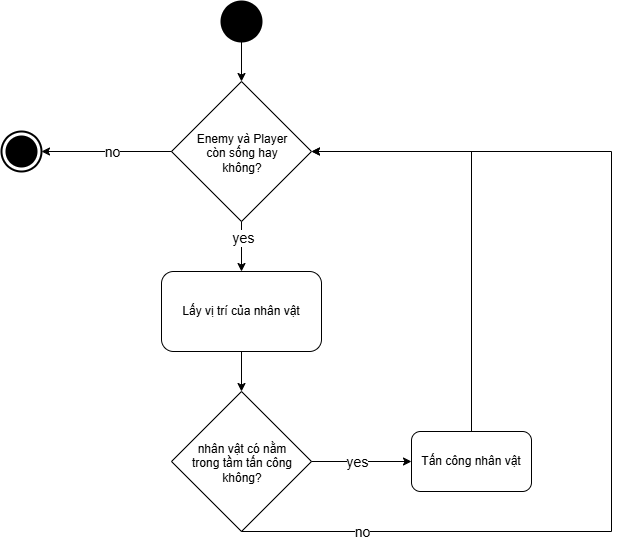 Enemy và Player
còn sống hay
không?
no
yes
Lấy vị trí của nhân vật
nhân vật có nằm
trong tầm tấn công
không?
yes
Tấn công nhân vật
no